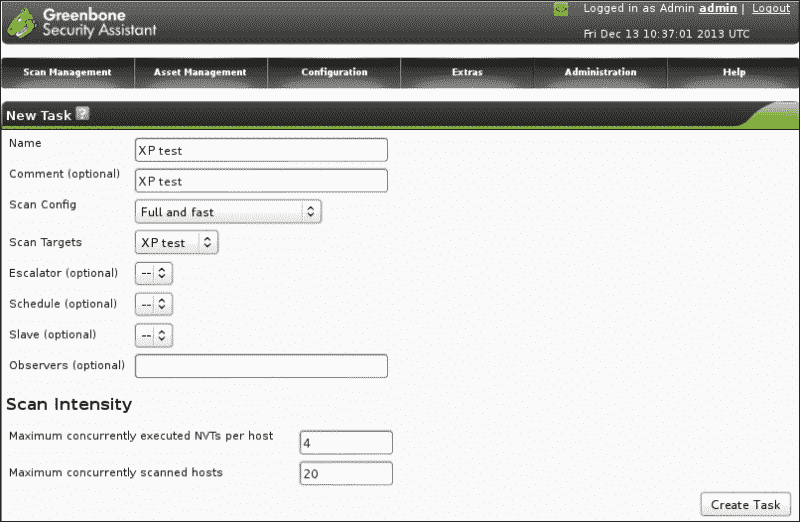 Greenbone
Security Assistant
Logged in as Admin admin | Logout
Fri Dec 13 10:37:01 2013 UTC
Scan Management Asset Management Configuration Extras Administration Help
New Task ?
Name XP test
Comment (optional) XP test
Scan Config Full and fast
Scan Targets XP test
Escalator (optional) --
Schedule (optional) --
Slave (optional) --
Observers (optional)
Scan Intensity
Maximum concurrently executed NVTs per host 4
Maximum concurrently scanned hosts 20
Create Task